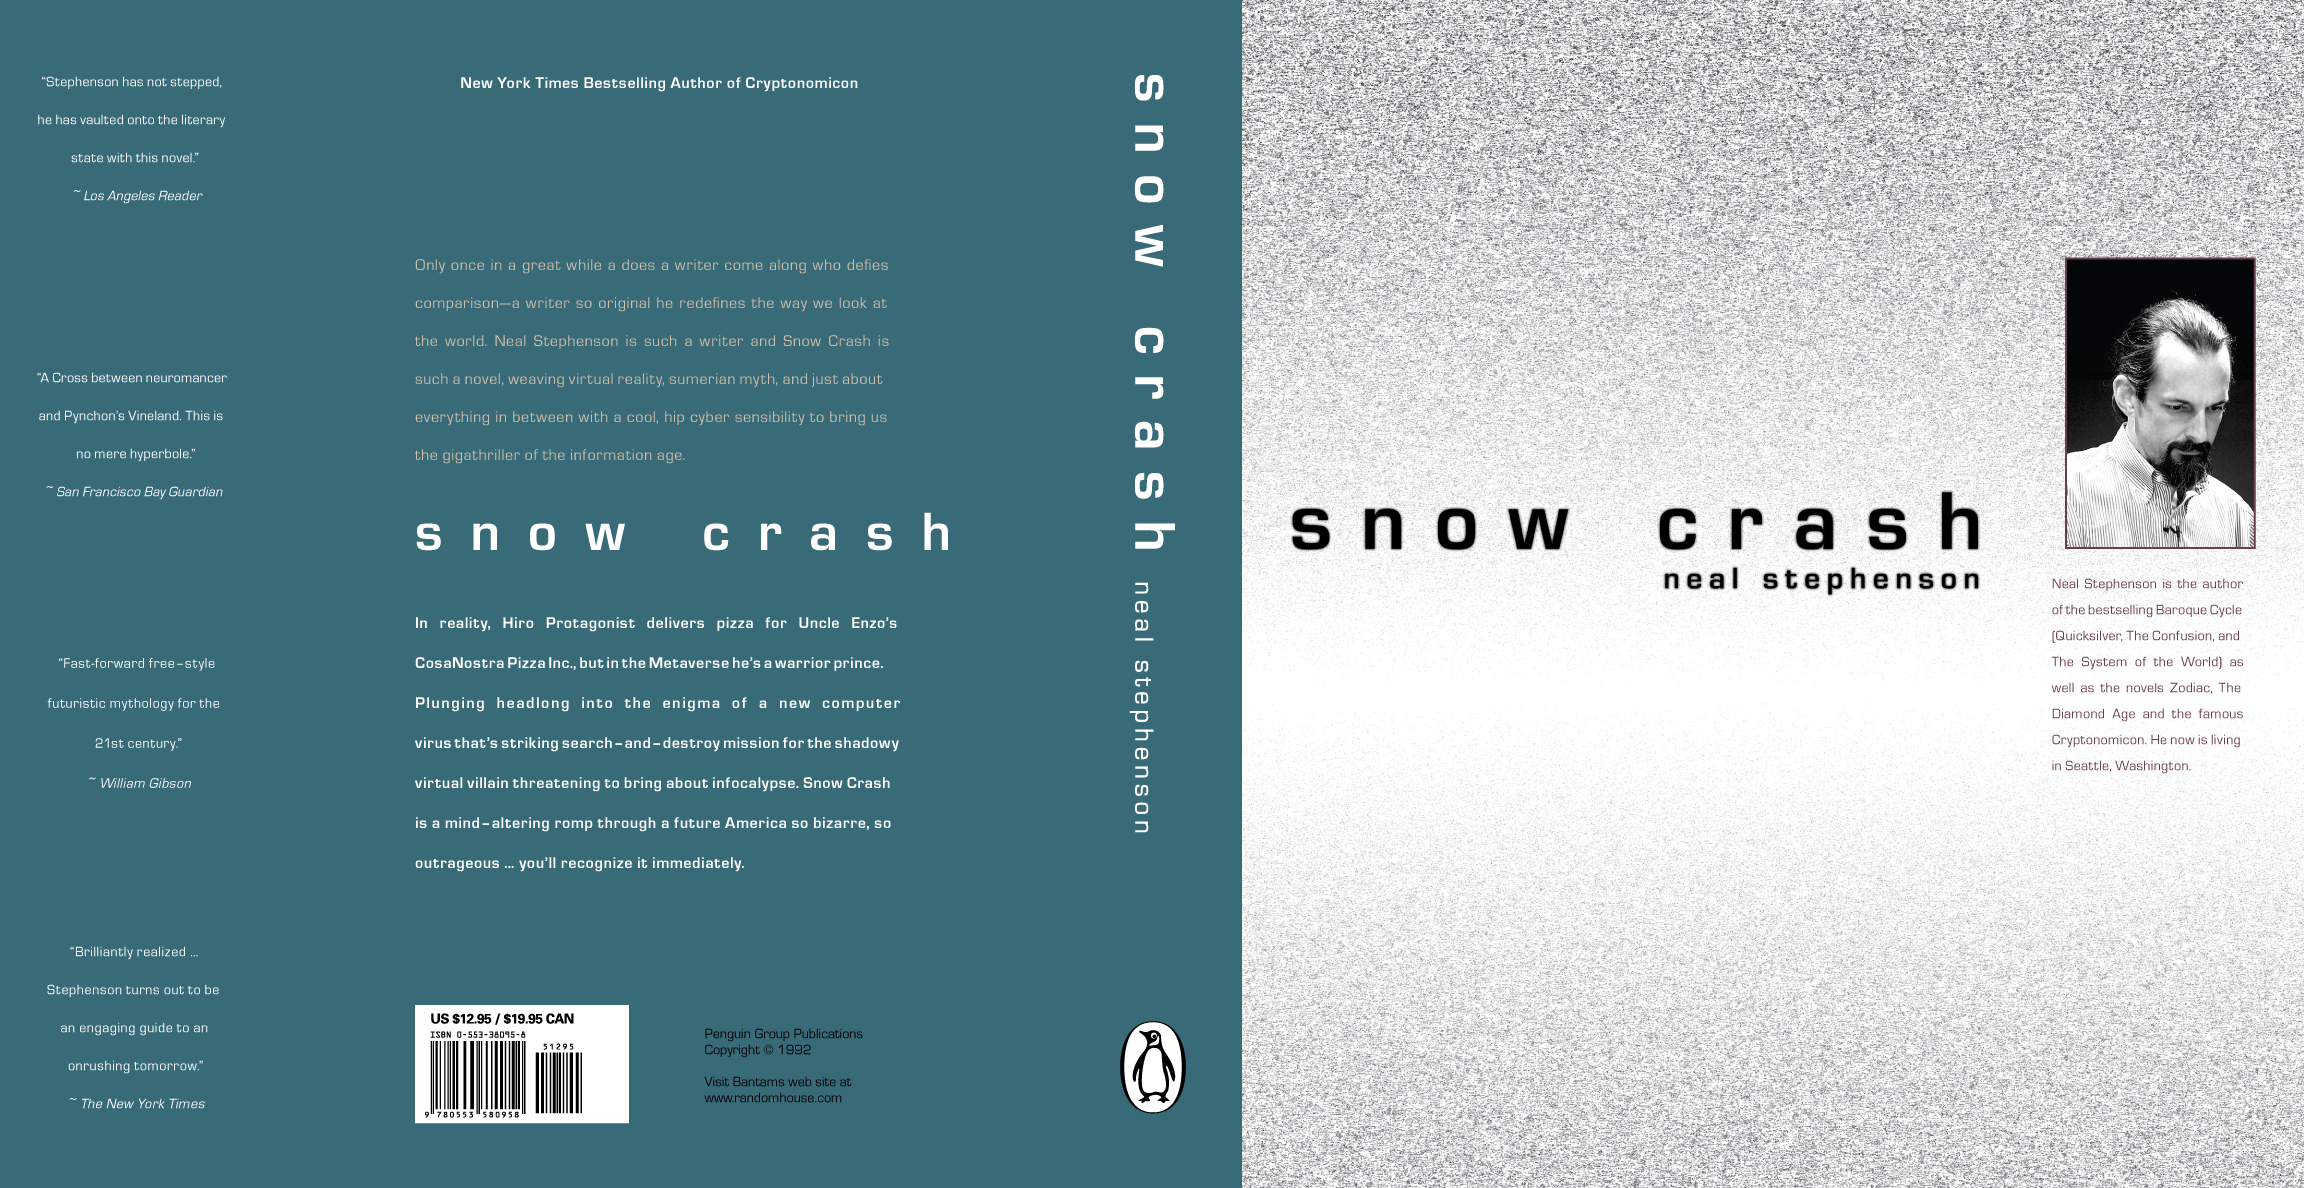 “Stephenson has not stepped,
he has vaulted onto the literary
state with this novel.”
~ Los Angeles Reader
“A Cross between neuromancer
and Pynchon’s Vineland. This is
no mere hyperbole.”
~ San Francisco Bay Guardian
“Fast-forward free–style
futuristic mythology for the
21st century.”
~ William Gibson
“Brilliantly realized ...
Stephenson turns out to be
an engaging guide to an
onrushing tomorrow.”
~ The New York Times
New York Times Bestselling Author of Cryptonomicon
Only once in a great while a does a writer come along who defies
comparison—a writer so original he redefines the way we look at
the world. Neal Stephenson is such a writer and Snow Crash is
such a novel, weaving virtual reality, sumerian myth, and just about
everything in between with a cool, hip cyber sensibility to bring us
the gigathriller of the information age.
snow crash
In reality, Hiro Protagonist delivers pizza for Uncle Enzo’s
CosaNostra Pizza Inc., but in the Metaverse he’s a warrior prince.
Plunging headlong into the enigma of a new computer
virus that’s striking search–and–destroy mission for the shadowy
virtual villain threatening to bring about infocalypse. Snow Crash
is a mind–altering romp through a future America so bizarre, so
outrageous ... you’ll recognize it immediately.
US $12.95 / $19.95 CAN
ISBN 0-553-38095-8
51295
9 780553 580958
Penguin Group Publications
Copyright © 1992
Visit Bantams web site at
www.randomhouse.com
snow crash neal stephenson
snow crash
neal stephenson
Neal Stephenson is the author
of the bestselling Baroque Cycle
(Quicksilver, The Confusion, and
The System of the World) as
well as the novels Zodiac, The
Diamond Age and the famous
Cryptonomicon. He now is living
in Seattle, Washington.